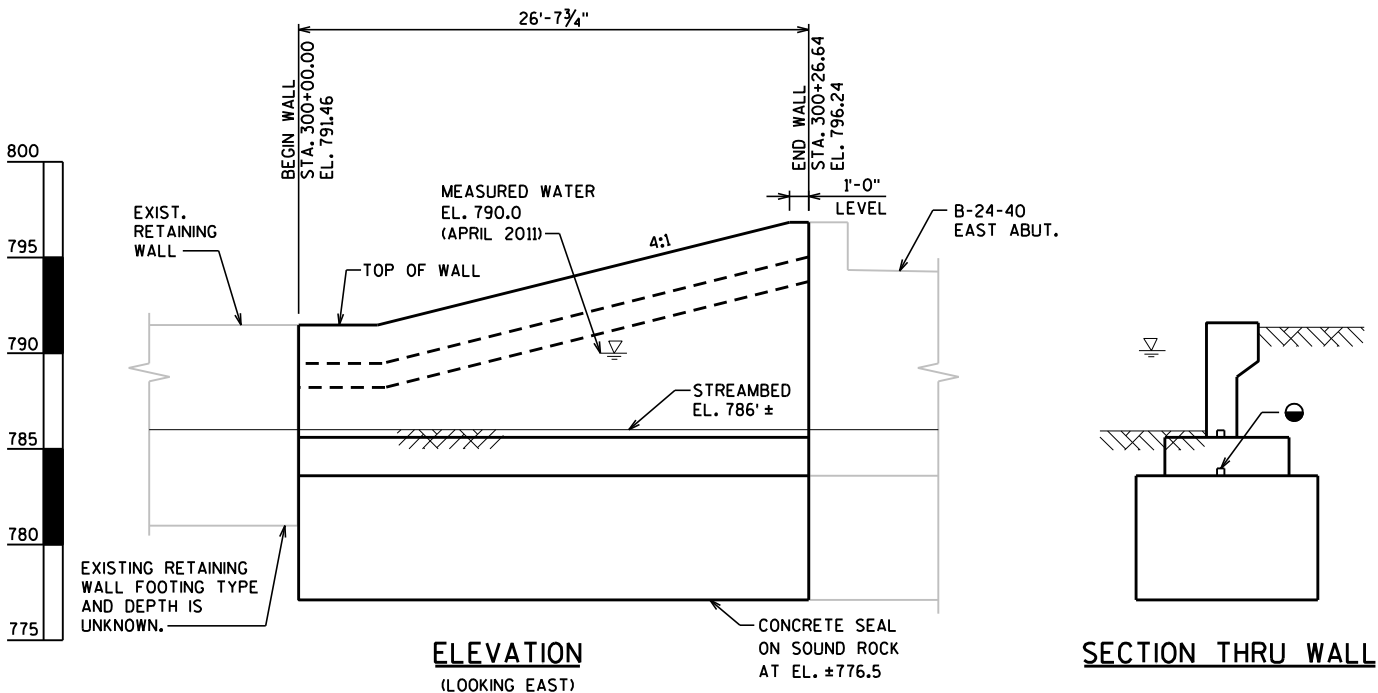 26'-7¾"
BEGIN WALL
STA. 300+00.00
EL. 791.46
END WALL
STA. 300+26.64
EL. 796.24
800
795
790
785
780
775
1'-0"
LEVEL
MEASURED WATER
EL. 790.0
(APRIL 2011)
4:1
B-24-40
EAST ABUT.
EXIST.
RETAINING
WALL
TOP OF WALL
STREAMBED
EL. 786' ±
EXISTING RETAINING
WALL FOOTING TYPE
AND DEPTH IS
UNKNOWN.
CONCRETE SEAL
ON SOUND ROCK
AT EL. ±776.5
ELEVATION
(LOOKING EAST)
SECTION THRU WALL